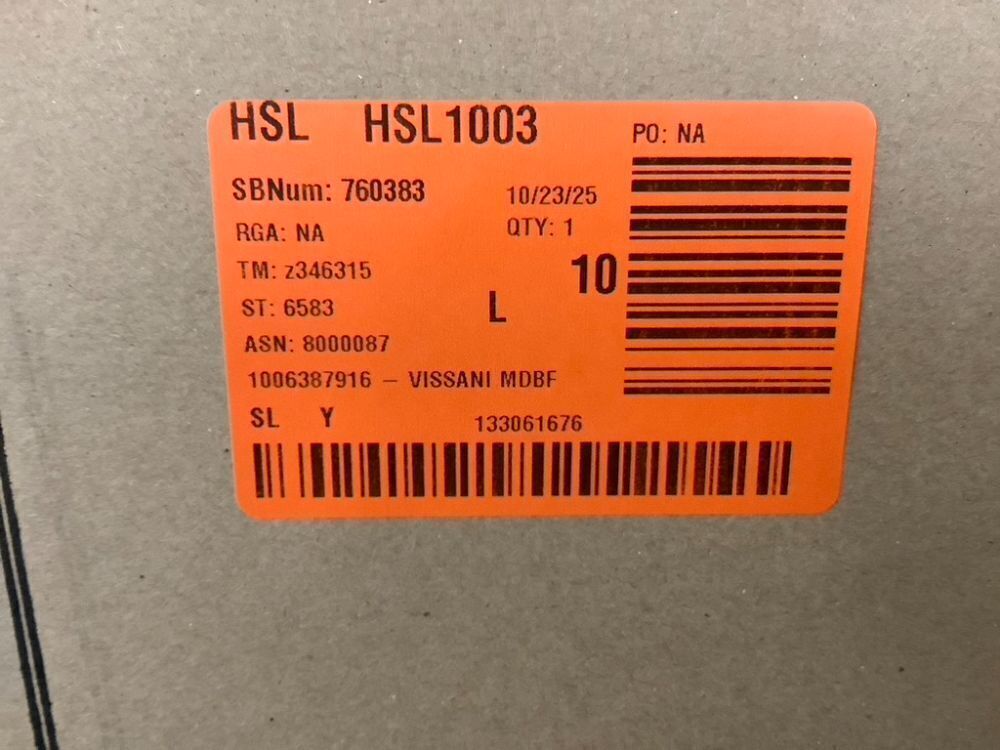 HSL HSL1003
PO: NA
SBNum: 760383
10/23/25
RGA: NA
QTY: 1
TM: z346315
10
ST: 6583
L
ASN: 8000087
1006387916 – VISSANI MDBF
SL Y
133061676